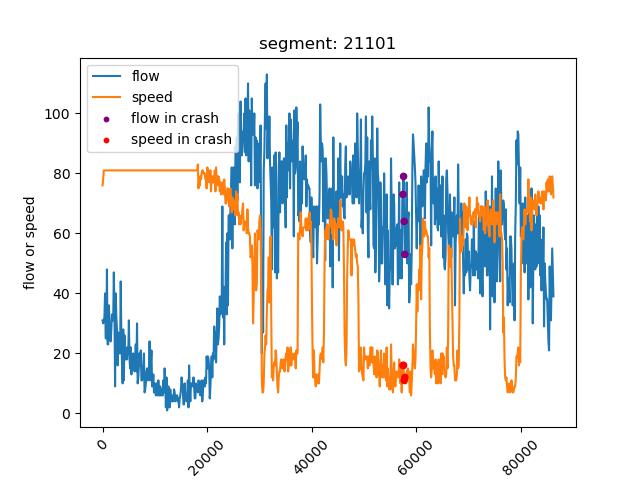 segment: 21101
flow
speed
flow in crash
speed in crash
flow or speed
100
80
60
40
20
0
0
20000
40000
60000
80000